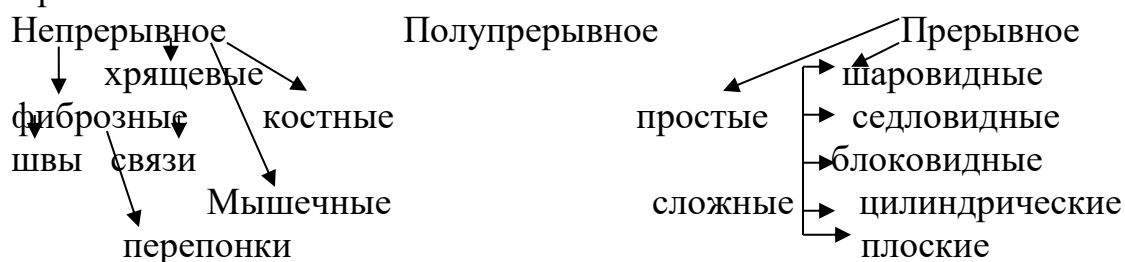 Непрерывное Полупрерывное Прерывное
хрящевые шаровидные
фиброзные костные простые седловидные
швы связи блоковидные
Мышечные сложные цилиндрические
перепонки плоские